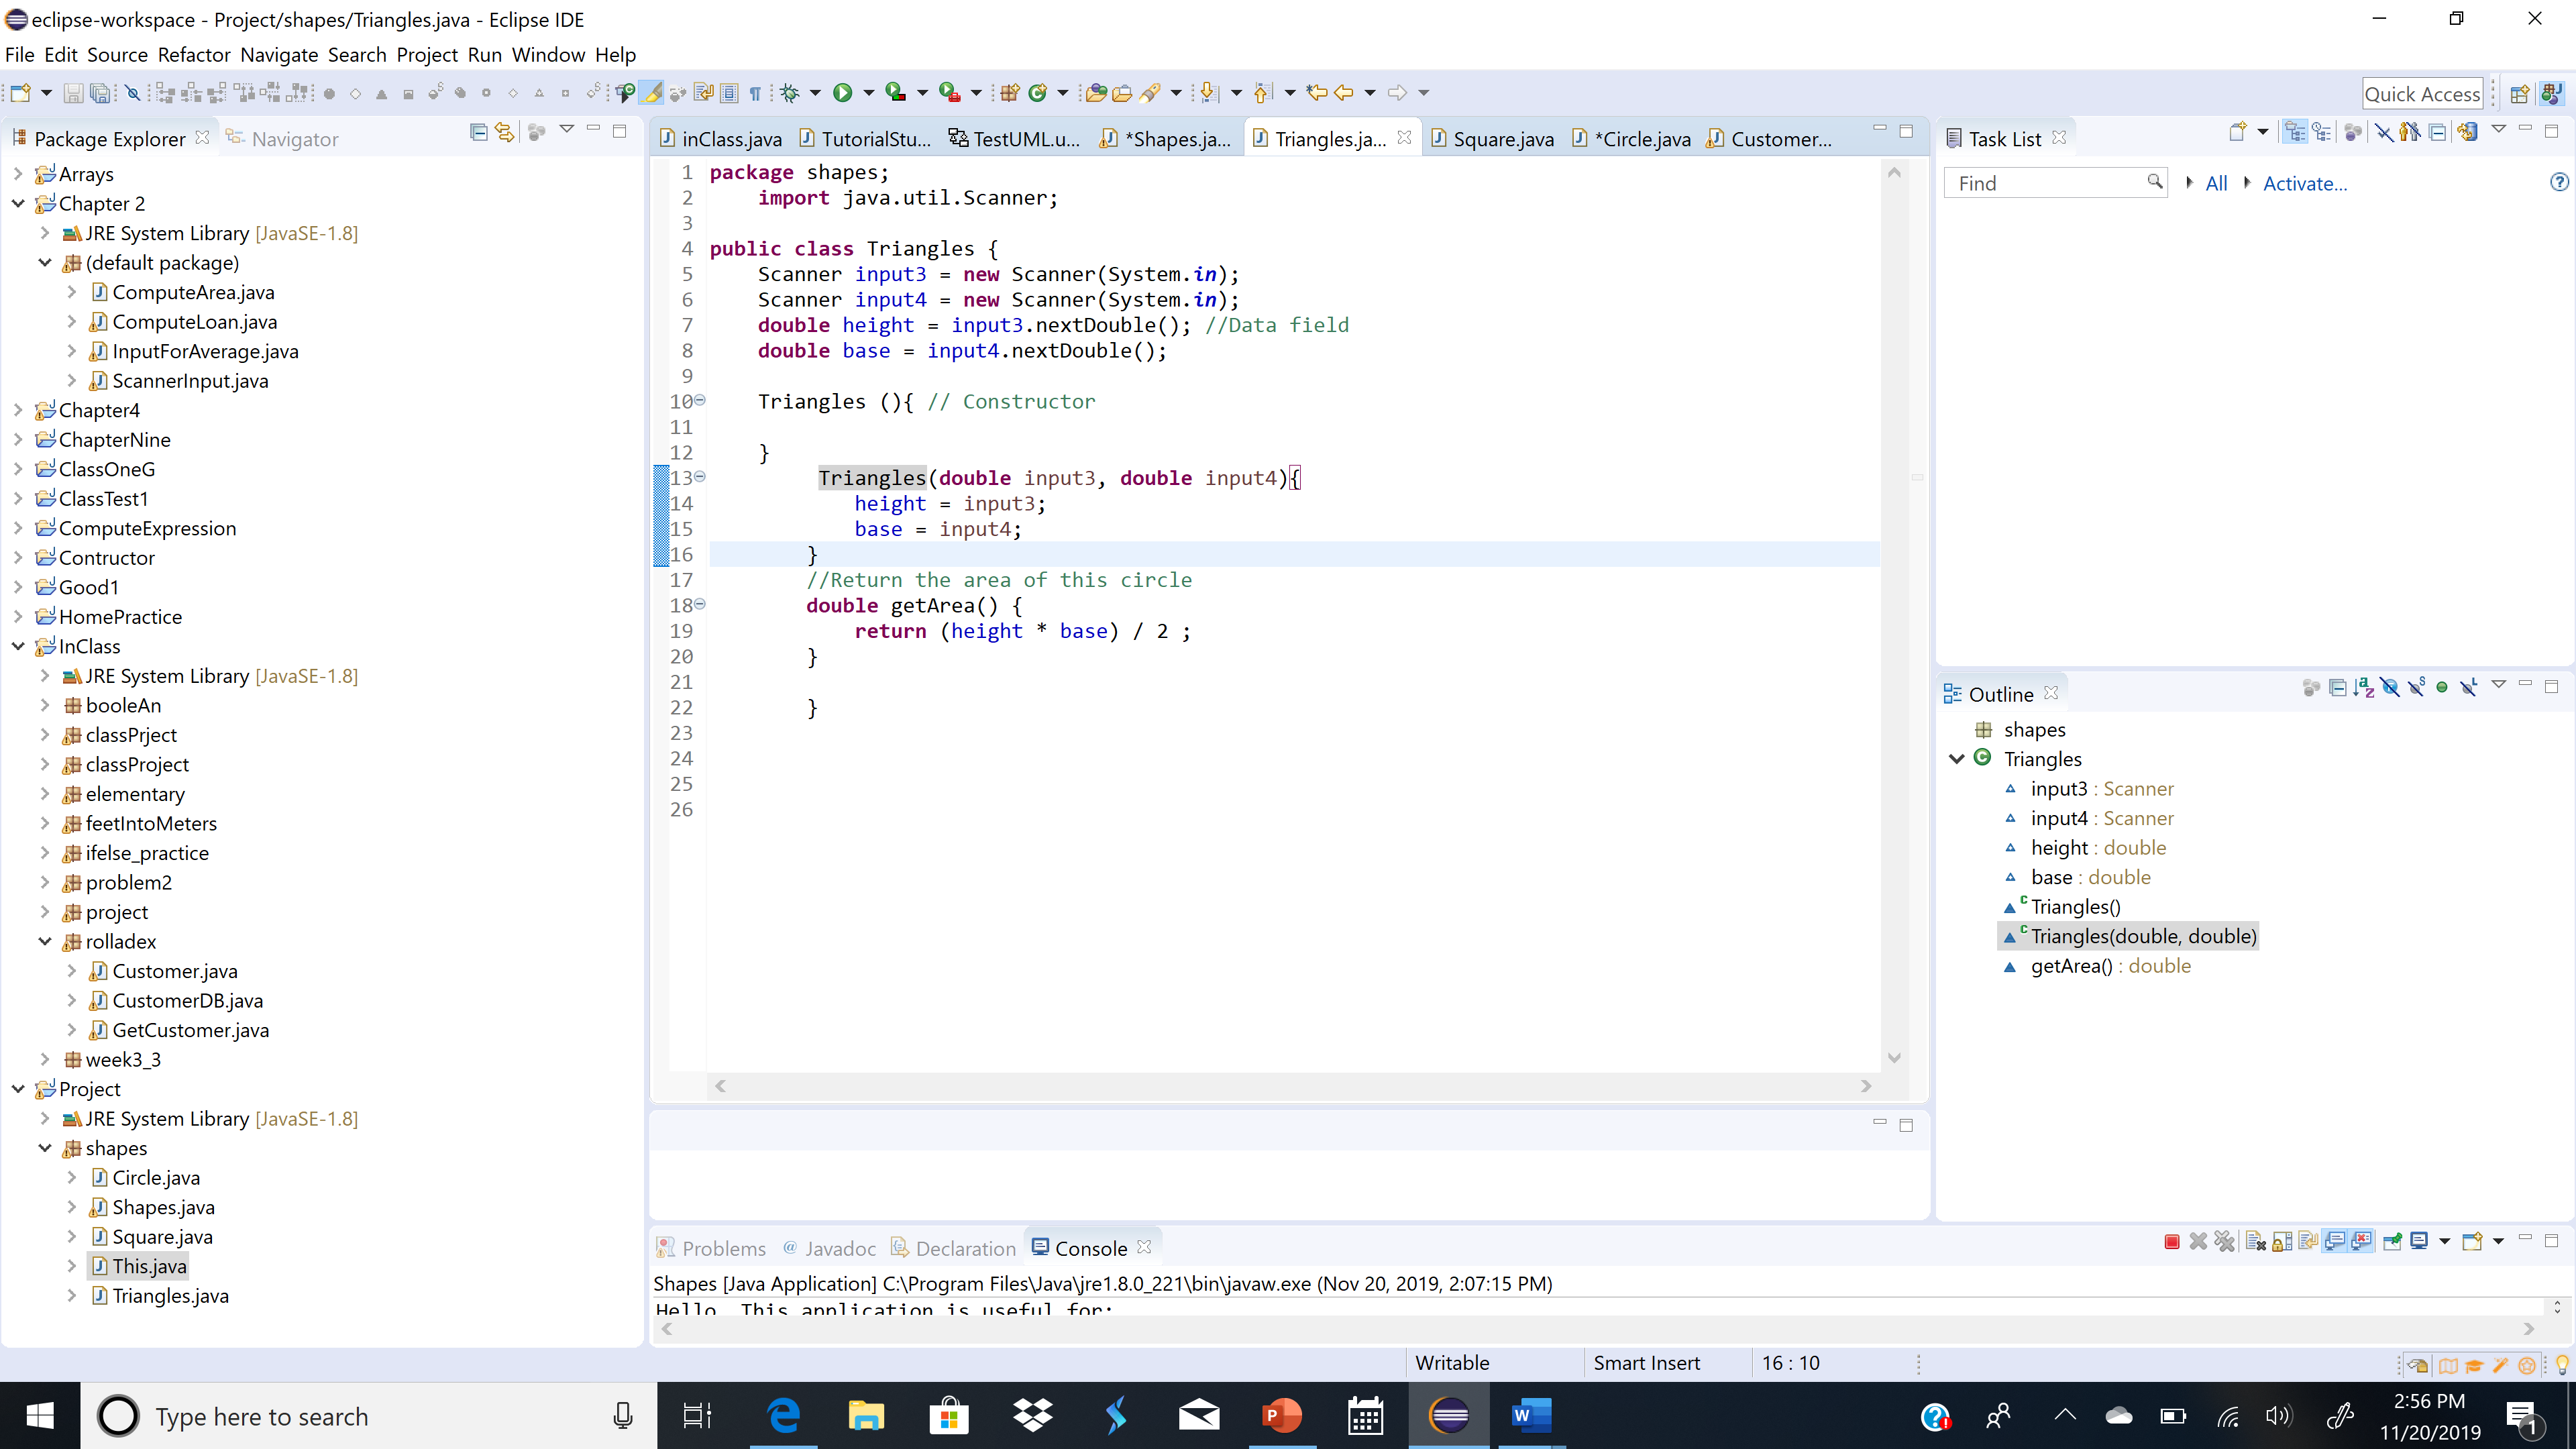 eclipse-workspace - Project/shapes/Triangles.java - Eclipse IDE
File Edit Source Refactor Navigate Search Project Run Window Help
Quick Access
Package Explorer
Navigator
Arrays
Chapter 2
JRE System Library [JavaSE-1.8]
(default package)
ComputeArea.java
ComputeLoan.java
InputForAverage.java
ScannerInput.java
Chapter4
ChapterNine
ClassOneG
ClassTest1
ComputeExpression
Contructor
Good1
HomePractice
InClass
JRE System Library [JavaSE-1.8]
booleAn
classPrject
classProject
elementary
feetIntoMeters
ifelse_practice
problem2
project
rolladex
Customer.java
CustomerDB.java
GetCustomer.java
week3_3
Project
JRE System Library [JavaSE-1.8]
shapes
Circle.java
Shapes.java
Square.java
This.java
Triangles.java
inClass.java TutorialStu... TestUML.u... *Shapes.ja... Triangles.ja... Square.java *Circle.java Customer...
1 package shapes;
2 import java.util.Scanner;
3
4 public class Triangles {
5 Scanner input3 = new Scanner(System.in);
6 Scanner input4 = new Scanner(System.in);
7 double height = input3.nextDouble(); //Data field
8 double base = input4.nextDouble();
9
10 Triangles (){ // Constructor
11
12 }
13 Triangles(double input3, double input4){
14 height = input3;
15 base = input4;
16 }
17 //Return the area of this circle
18 double getArea() {
19 return (height * base) / 2 ;
20 }
21
22 }
23
24
25
26
Task List
Find
All
Activate...
Outline
shapes
Triangles
input3 : Scanner
input4 : Scanner
height : double
base : double
Triangles()
Triangles(double, double)
getArea() : double
Problems Javadoc Declaration Console
Shapes [Java Application] C:\Program Files\Java\jre1.8.0_221\bin\javaw.exe (Nov 20, 2019, 2:07:15 PM)
Hello. This application is useful for:
Writable
Smart Insert
16 : 10
Type here to search
2:56 PM
11/20/2019
1